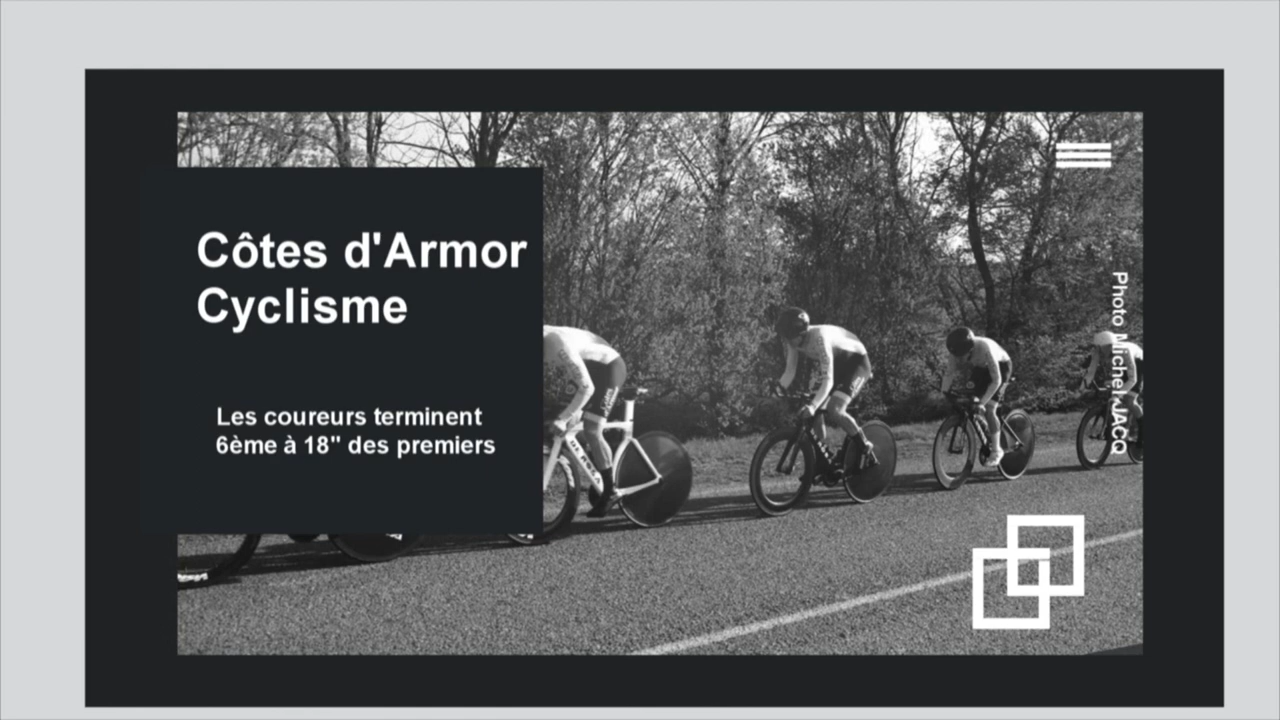 Côtes d'Armor
Cyclisme
Les coureurs terminent
6ème à 18" des premiers
Photo Michel JACQ